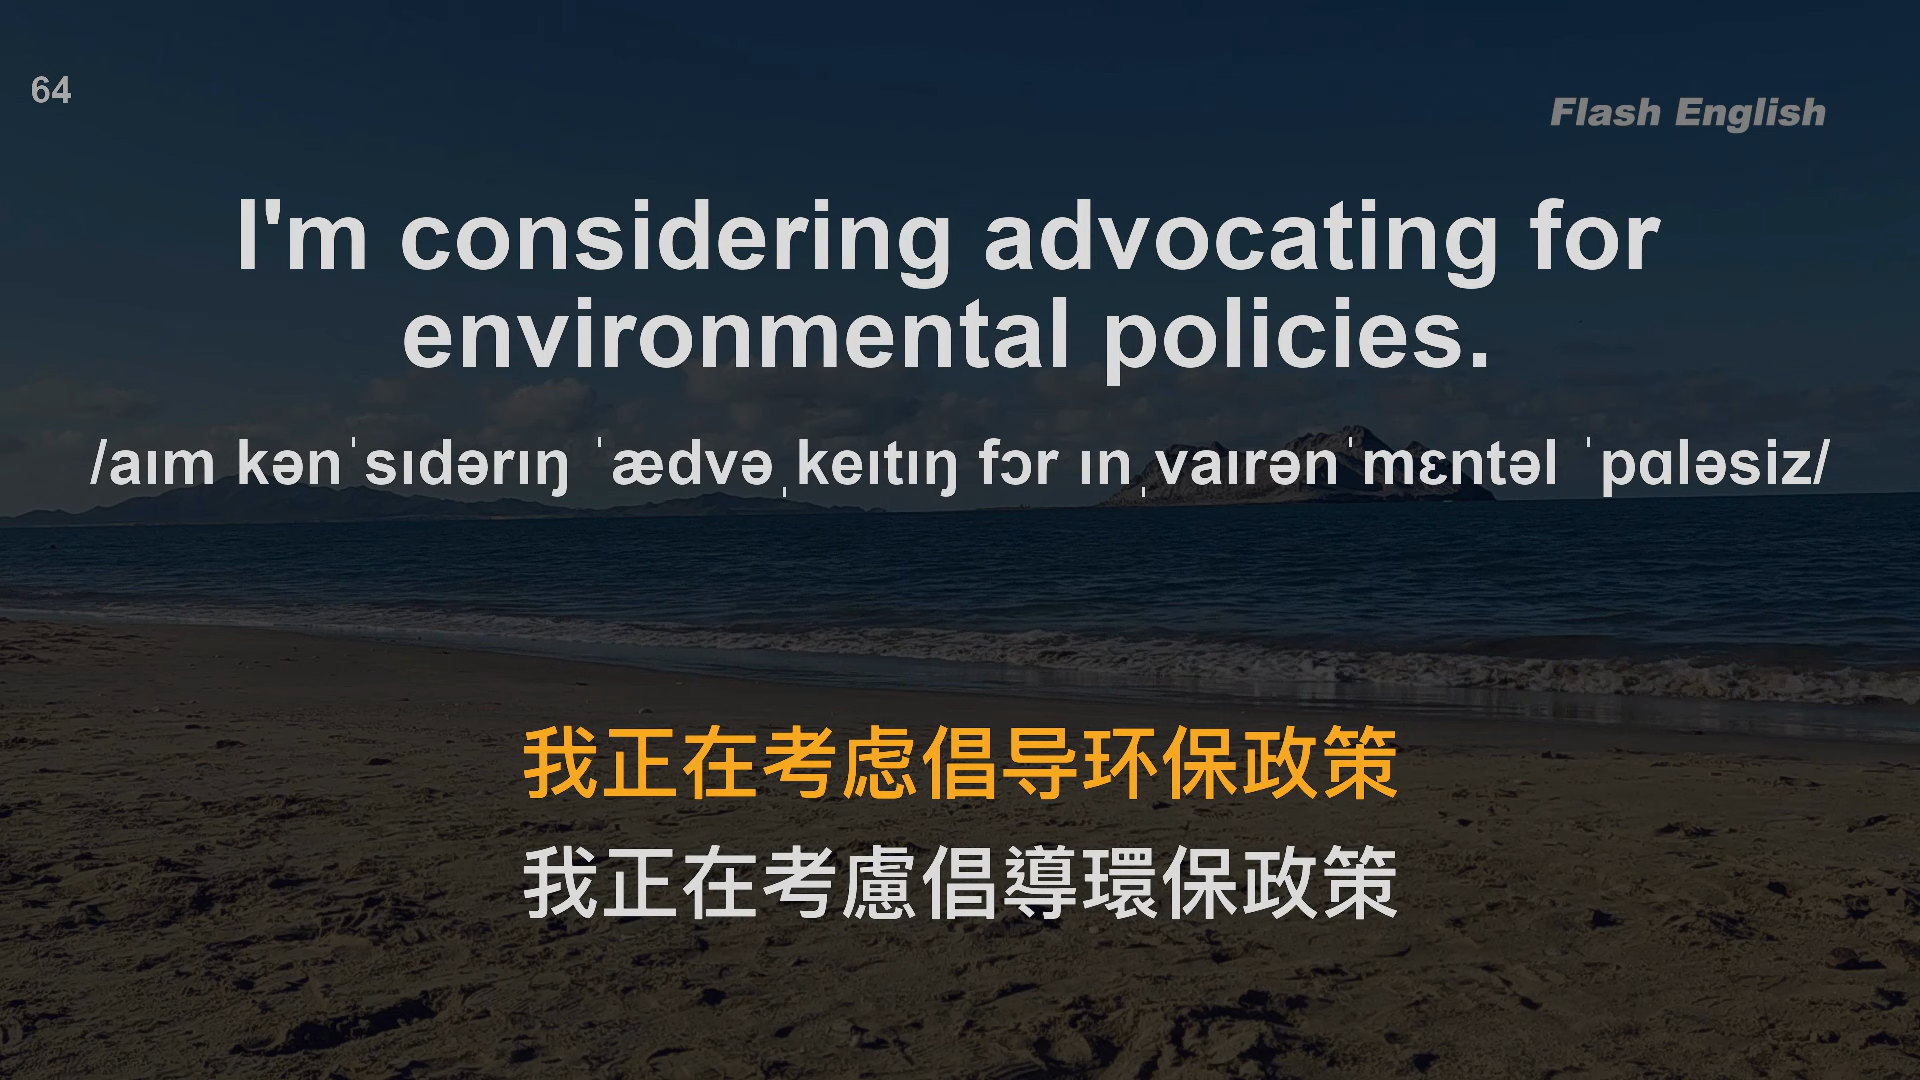 64
Flash English
I'm considering advocating for
environmental policies.
/aɪm kənˈsɪdərɪŋ ˈædvəˌkeɪtɪŋ fɔr ɪnˌvaɪrənˈmɛntəl ˈpɑləsiz/
我正在考虑倡导环保政策
我正在考慮倡導環保政策